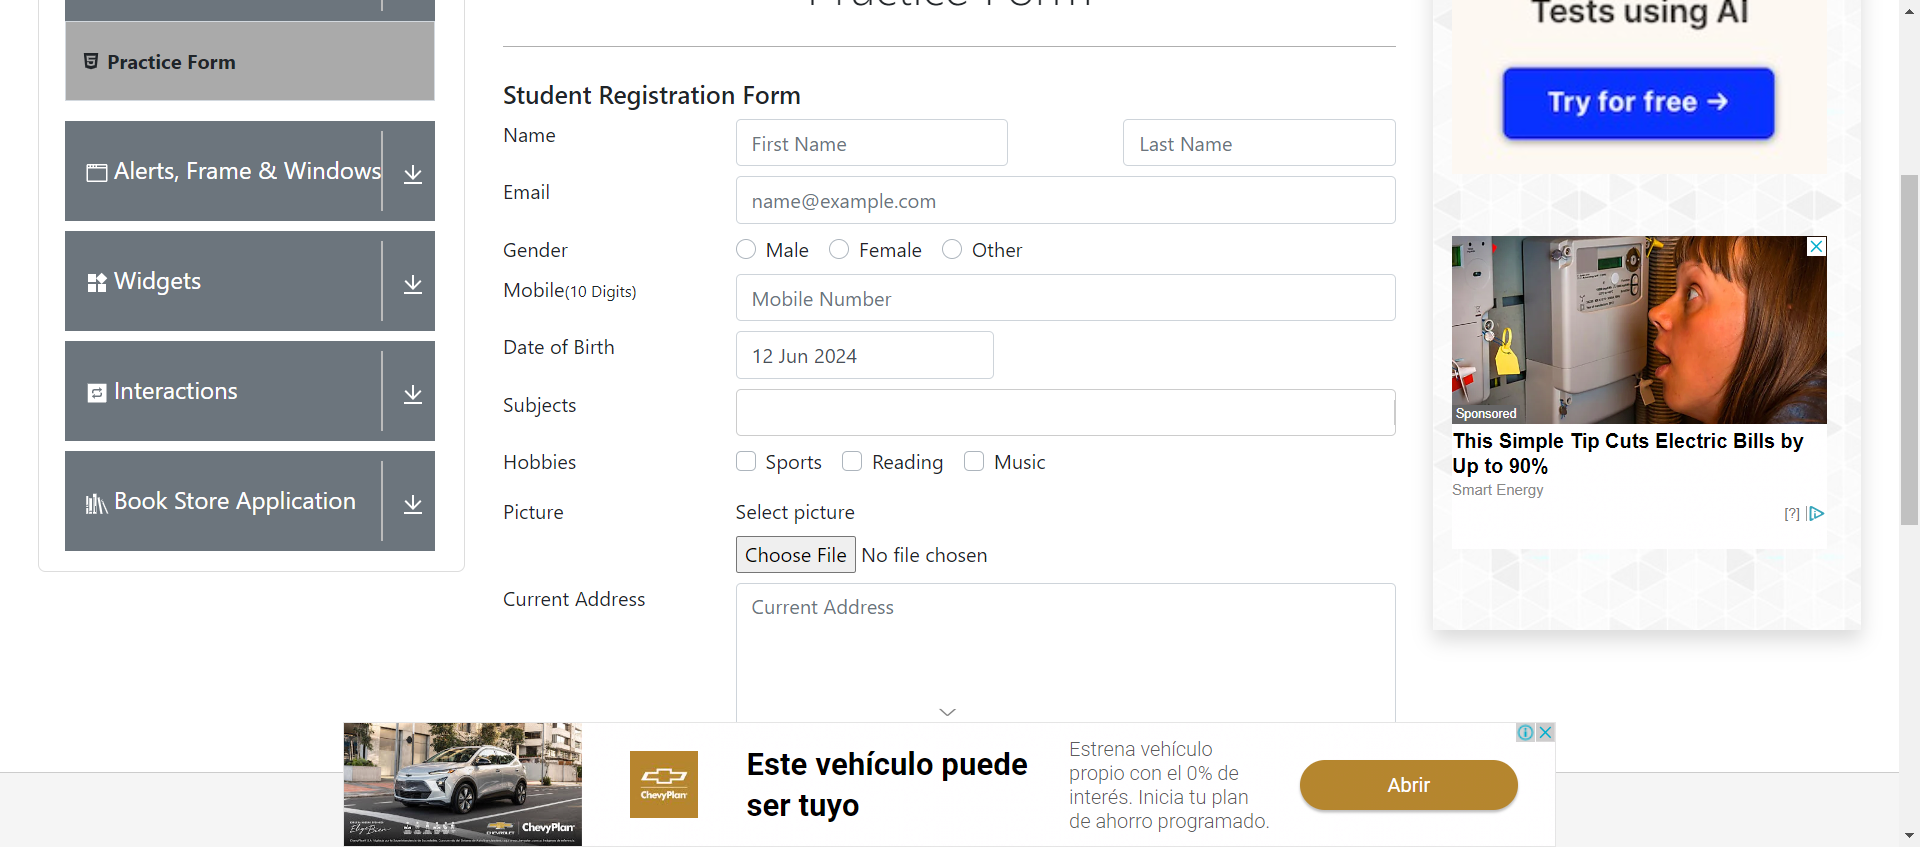 Practice Form
Practice Form
Alerts, Frame & Windows
Widgets
Interactions
Book Store Application
Student Registration Form
Name
First Name
Last Name
Email
name@example.com
Gender
Male
Female
Other
Mobile(10 Digits)
Mobile Number
Date of Birth
12 Jun 2024
Subjects
Hobbies
Sports
Reading
Music
Picture
Select picture
Choose File No file chosen
Current Address
Current Address
Tests using AI
Try for free →
Sponsored
This Simple Tip Cuts Electric Bills by
Up to 90%
Smart Energy
[?]
ChevyPlan
ChevyPlan
Este vehículo puede
ser tuyo
Estrena vehículo
propio con el 0% de
interés. Inicia tu plan
de ahorro programado.
Abrir